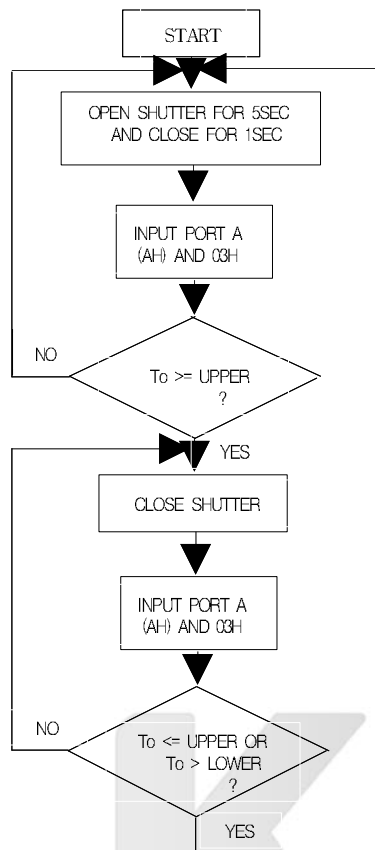 START
OPEN SHUTTER FOR 5SEC
AND CLOSE FOR 1SEC
INPUT PORT A
(AH) AND 03H
NO
To >= UPPER
?
YES
CLOSE SHUTTER
INPUT PORT A
(AH) AND 03H
NO
To <= UPPER OR
To > LOWER
?
YES